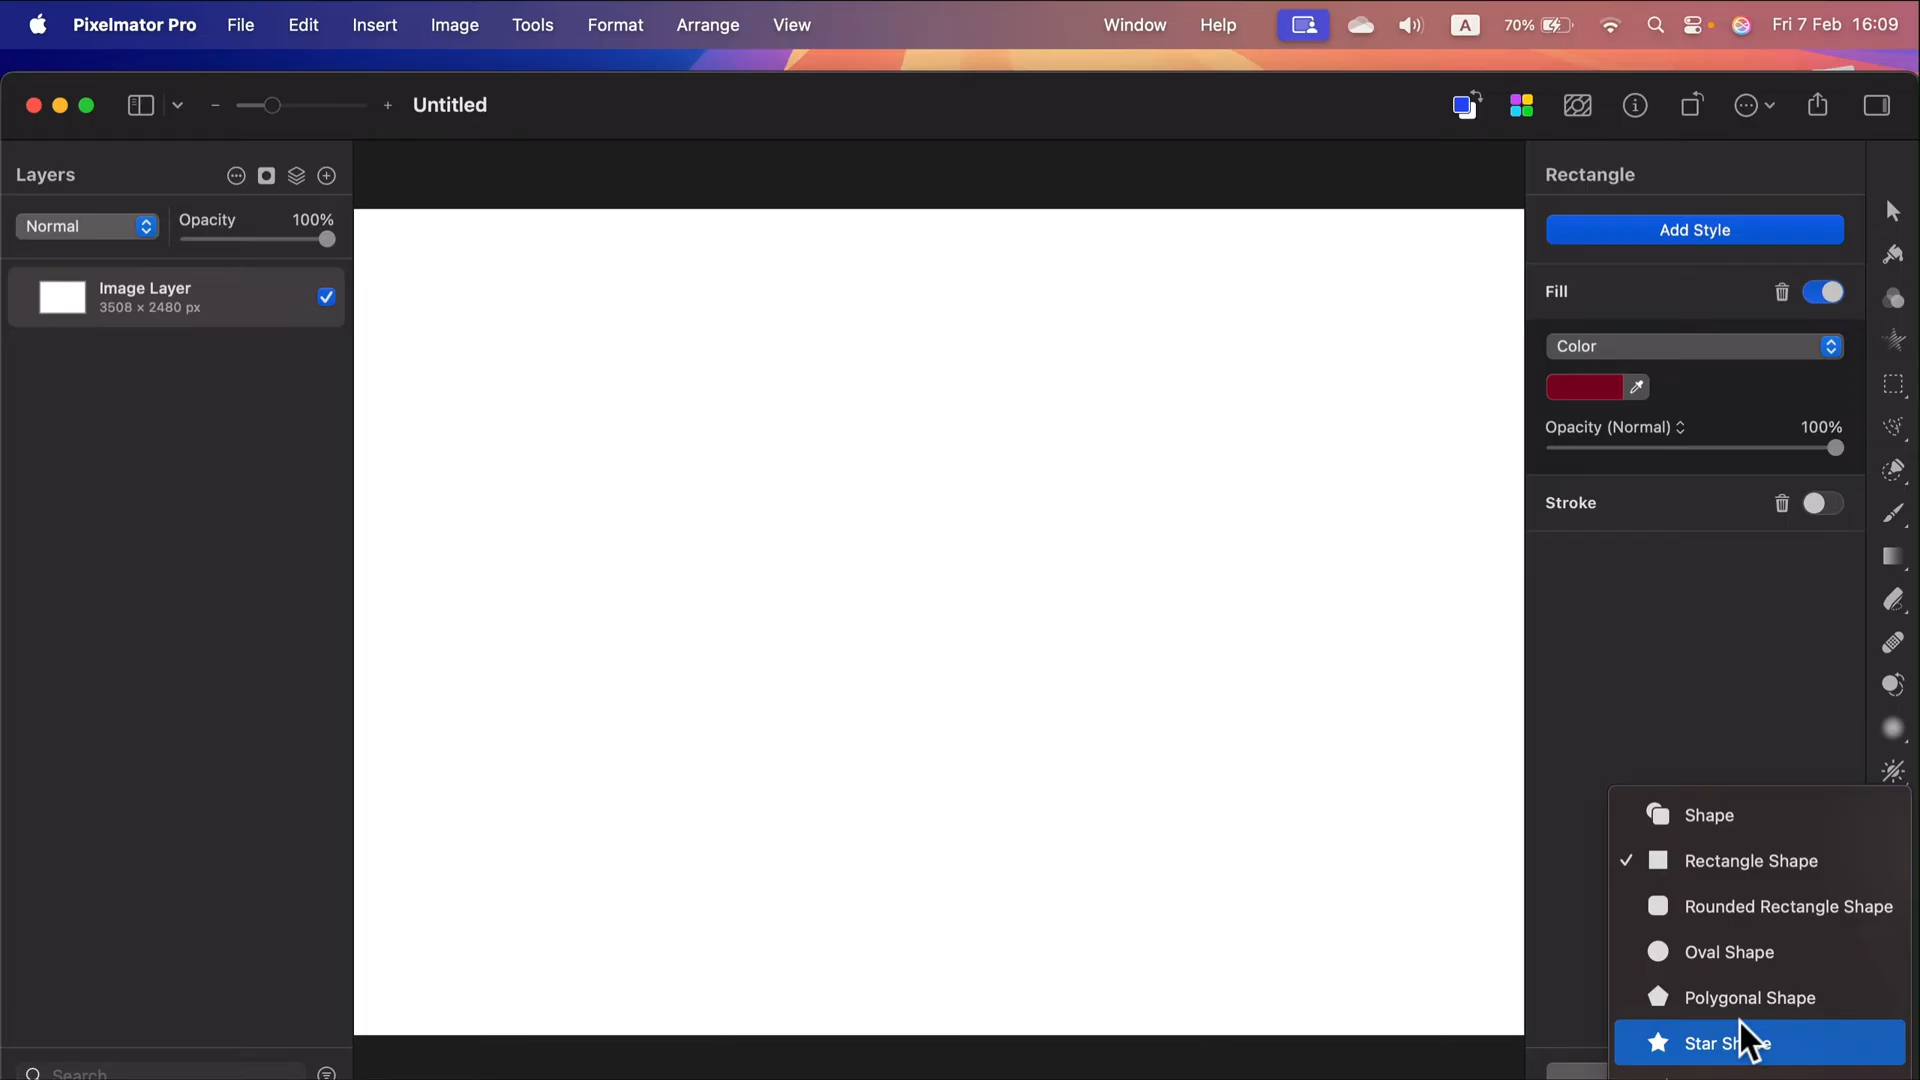 Pixelmator Pro File Edit Insert Image Tools Format Arrange View Window Help A 70% Fri 7 Feb 16:09
Untitled
Layers
Normal Opacity 100%
Image Layer
3508 × 2480 px
Search
Rectangle
Add Style
Fill
Color
Opacity (Normal) 100%
Stroke
Shape
Rectangle Shape
Rounded Rectangle Shape
Oval Shape
Polygonal Shape
Star